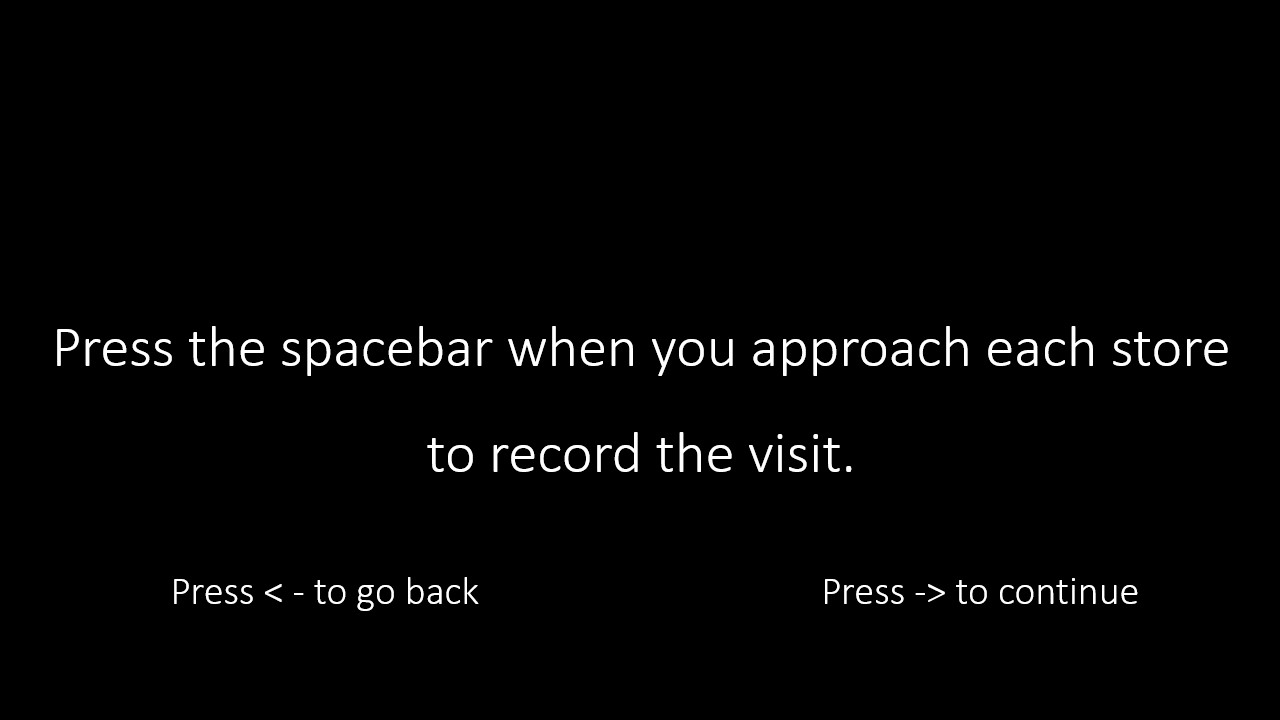 Press the spacebar when you approach each store
to record the visit.
Press < - to go back
Press -> to continue